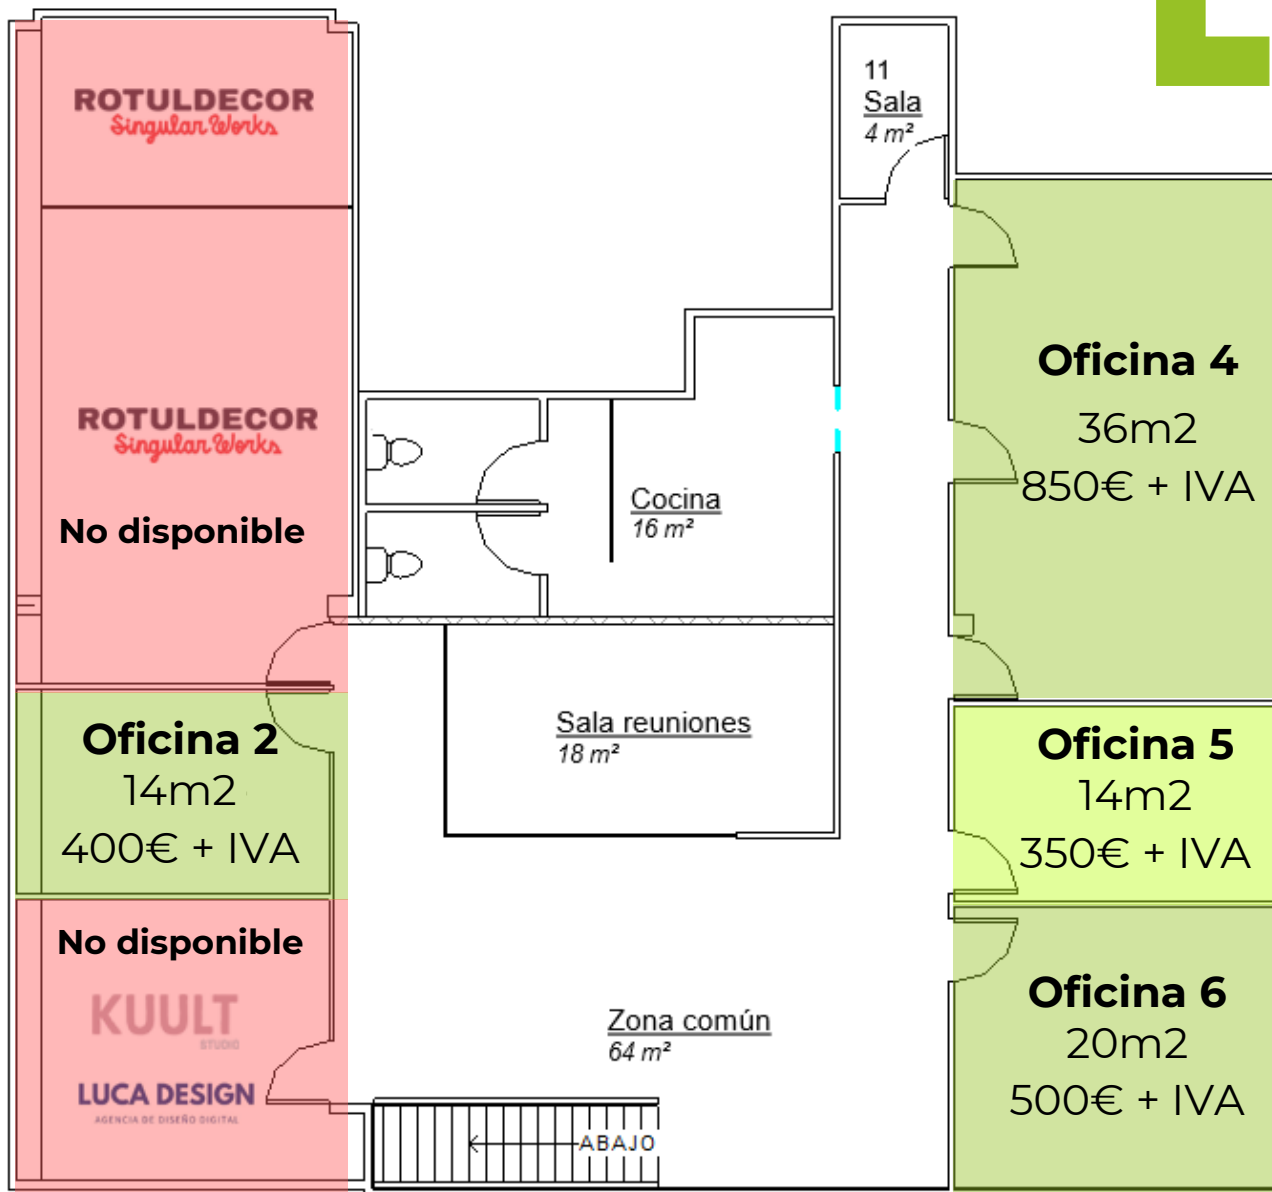 ROTULDECOR
Singular Works
11
Sala
4 m²
Oficina 4
36m2
850€ + IVA
ROTULDECOR
Singular Works
No disponible
Cocina
16 m²
Oficina 2
14m2
400€ + IVA
Sala reuniones
18 m²
Oficina 5
14m2
350€ + IVA
No disponible
KUULT
STUDIO
LUCA DESIGN
AGENCIA DE DISEÑO DIGITAL
Zona común
64 m²
ABAJO
Oficina 6
20m2
500€ + IVA